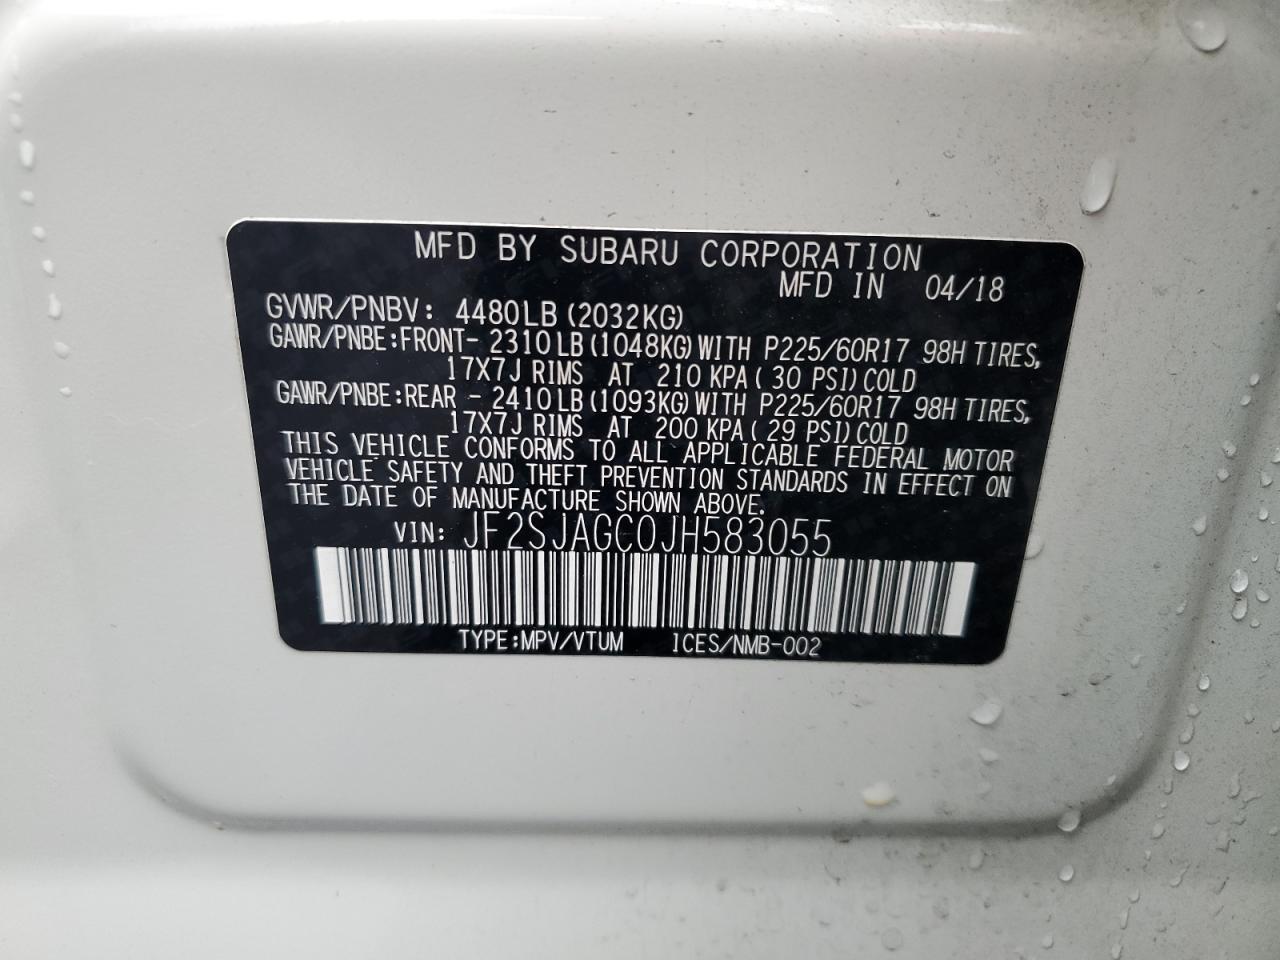 MFD BY SUBARU CORPORATION
MFD IN 04/18
GVWR/PNBV: 4480LB (2032KG)
GAWR/PNBE:FRONT- 2310 LB (1048KG) WITH P225/60R17 98H TIRES,
17X7J RIMS AT 210 KPA ( 30 PSI) COLD
GAWR/PNBE:REAR - 2410 LB (1093KG) WITH P225/60R17 98H TIRES,
17X7J RIMS AT 200 KPA ( 29 PSI) COLD
THIS VEHICLE CONFORMS TO ALL APPLICABLE FEDERAL MOTOR
VEHICLE SAFETY AND THEFT PREVENTION STANDARDS IN EFFECT ON
THE DATE OF MANUFACTURE SHOWN ABOVE.
VIN: JF2SJAGC0JH583055
TYPE:MPV/VTUM ICES/NMB-002